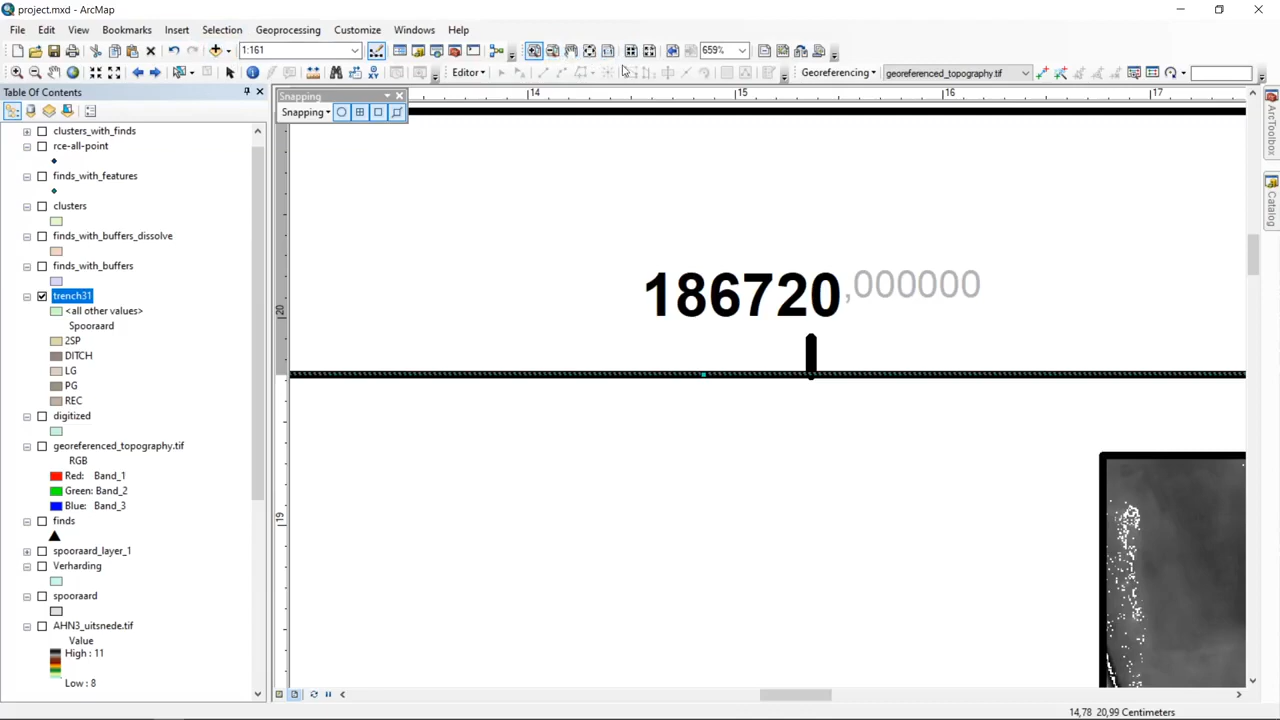 project.mxd - ArcMap
File Edit View Bookmarks Insert Selection Geoprocessing Customize Windows Help
1:161 659%
Editor Georeferencing georeferenced_topography.tif
Table Of Contents
Snapping
Snapping
14 15 16 17
clusters_with_finds
rce-all-point
finds_with_features
clusters
finds_with_buffers_dissolve
finds_with_buffers
trench31
<all other values>
Spooraard
2SP
DITCH
LG
PG
REC
digitized
georeferenced_topography.tif
RGB
Red: Band_1
Green: Band_2
Blue: Band_3
finds
spooraard_layer_1
Verharding
spooraard
AHN3_uitsnede.tif
Value
High : 11
Low : 8
186720,000000
20
19
ArcToolbox
Catalog
14,78 20,99 Centimeters